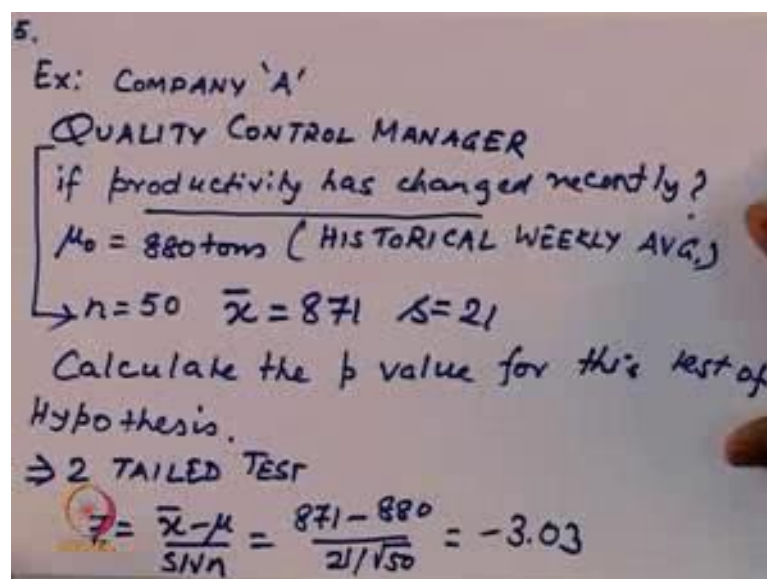 5.
Ex: COMPANY 'A'
QUALITY CONTROL MANAGER
if productivity has changed recently?
μ₀ = 880 tons (HISTORICAL WEEKLY AVG.)
→ n=50 x̄ = 871 s=21
Calculate the p value for this test of
Hypothesis.
⇒ 2 TAILED TEST
Z = x̄-μ / S/√n = 871-880 / 21/√50 = -3.03